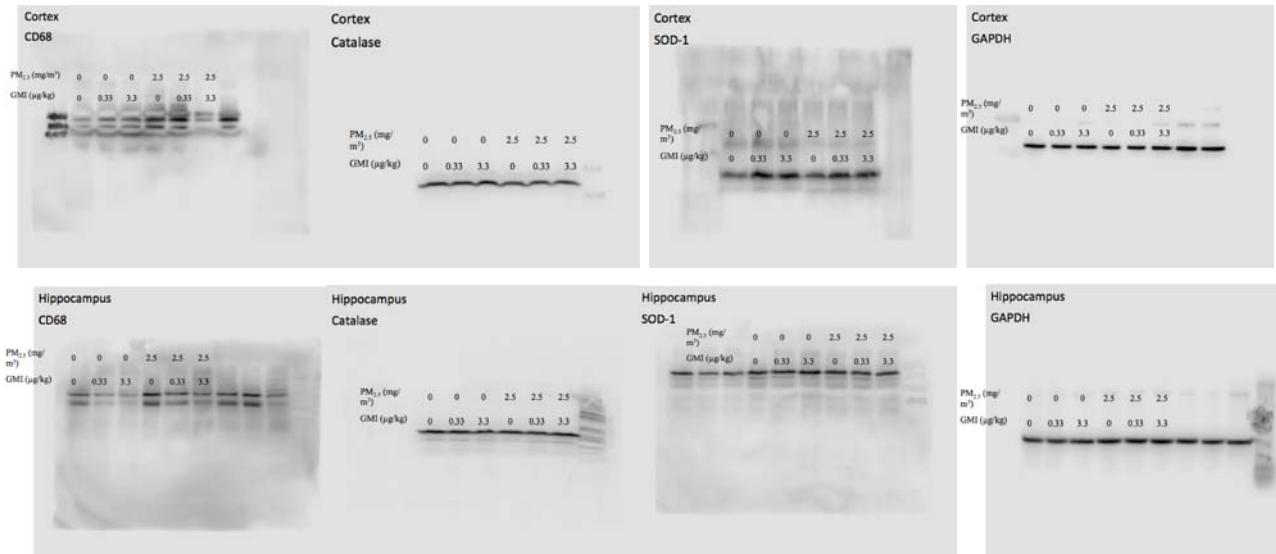 Cortex
CD68
PM2.5 (mg/m³) 0 0 0 2.5 2.5 2.5
GMI (μg/kg) 0 0.33 3.3 0 0.33 3.3
Cortex
Catalase
PM2.5 (mg/
m³) 0 0 0 2.5 2.5 2.5
GMI (μg/kg) 0 0.33 3.3 0 0.33 3.3
Cortex
SOD-1
PM2.5 (mg/
m³) 0 0 0 2.5 2.5 2.5
GMI (μg/kg) 0 0.33 3.3 0 0.33 3.3
Cortex
GAPDH
PM2.5 (mg/
m³) 0 0 0 2.5 2.5 2.5
GMI (μg/kg) 0 0.33 3.3 0 0.33 3.3
Hippocampus
CD68
PM2.5 (mg/
m³) 0 0 0 2.5 2.5 2.5
GMI (μg/kg) 0 0.33 3.3 0 0.33 3.3
Hippocampus
Catalase
PM2.5 (mg/
m³) 0 0 0 2.5 2.5 2.5
GMI (μg/kg) 0 0.33 3.3 0 0.33 3.3
Hippocampus
SOD-1
PM2.5 (mg/
m³) 0 0 0 2.5 2.5 2.5
GMI (μg/kg) 0 0.33 3.3 0 0.33 3.3
Hippocampus
GAPDH
PM2.5 (mg/
m³) 0 0 0 2.5 2.5 2.5
GMI (μg/kg) 0 0.33 3.3 0 0.33 3.3